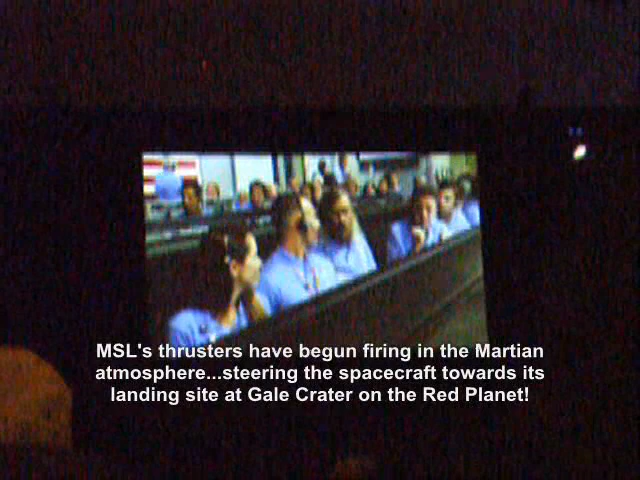 MSL's thrusters have begun firing in the Martian
atmosphere...steering the spacecraft towards its
landing site at Gale Crater on the Red Planet!